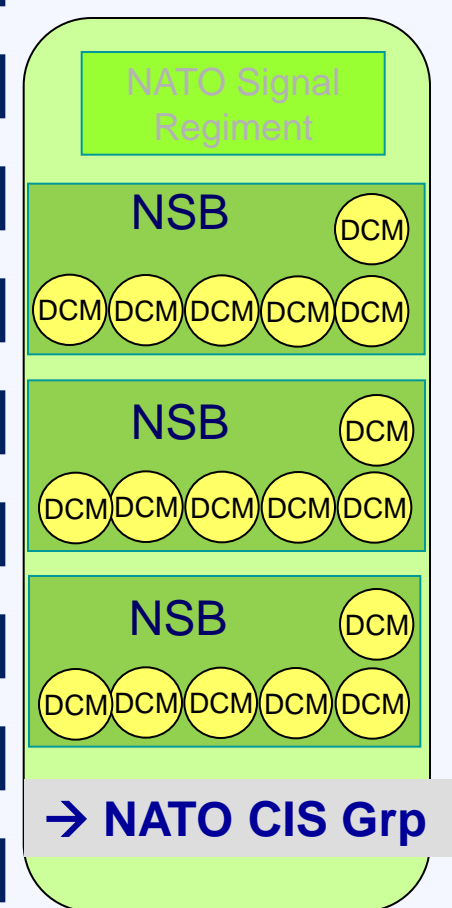 NATO Signal
Regiment
NSB
DCM
DCM DCM DCM DCM DCM
NSB
DCM
DCM DCM DCM DCM DCM
NSB
DCM
DCM DCM DCM DCM DCM
→ NATO CIS Grp